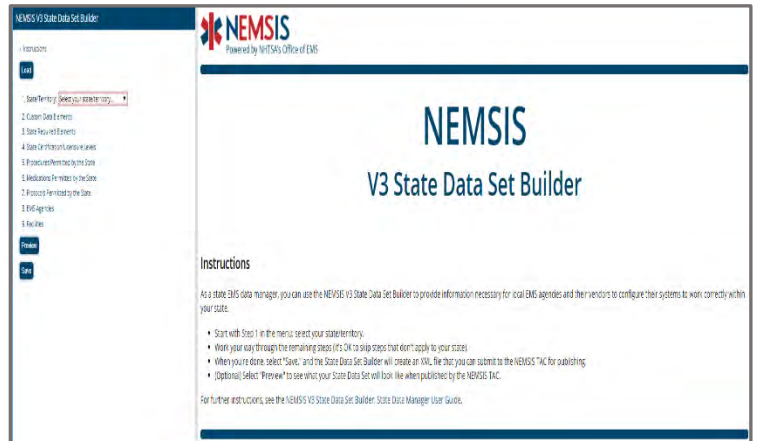 NEMSIS V3 State Data Set Builder
› Instructions
Load
1. State/Territory: Select your state/territory...
2. Custom Data Elements
3. State Required Elements
4. State Certification/Licensure Levels
5. Procedures Permitted by the State
6. Medications Permitted by the State
7. Protocols Permitted by the State
8. EMS Agencies
9. Facilities
Preview
Save
NEMSIS
Powered by NHTSA's Office of EMS
NEMSIS
V3 State Data Set Builder
Instructions
As a state EMS data manager, you can use the NEMSIS V3 State Data Set Builder to provide information necessary for local EMS agencies and their vendors to configure their systems to work correctly within
your state.
• Start with Step 1 in the menu: select your state/territory.
• Work your way through the remaining steps (it's OK to skip steps that don't apply to your state).
• When you're done, select "Save," and the State Data Set Builder will create an XML file that you can submit to the NEMSIS TAC for publishing.
• (Optional) Select "Preview" to see what your State Data Set will look like when published by the NEMSIS TAC.
For further instructions, see the NEMSIS V3 State Data Set Builder: State Data Manager User Guide.